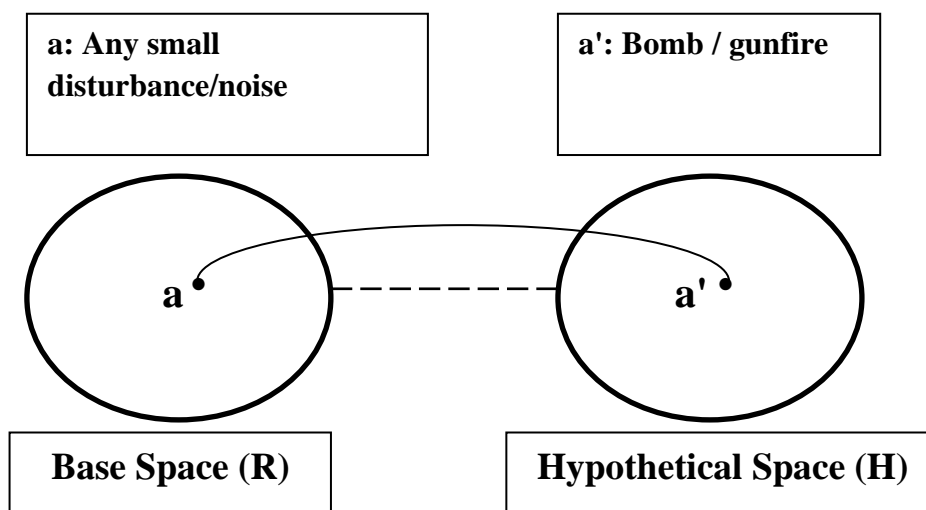 a: Any small
disturbance/noise
a': Bomb / gunfire
a
a'
Base Space (R)
Hypothetical Space (H)